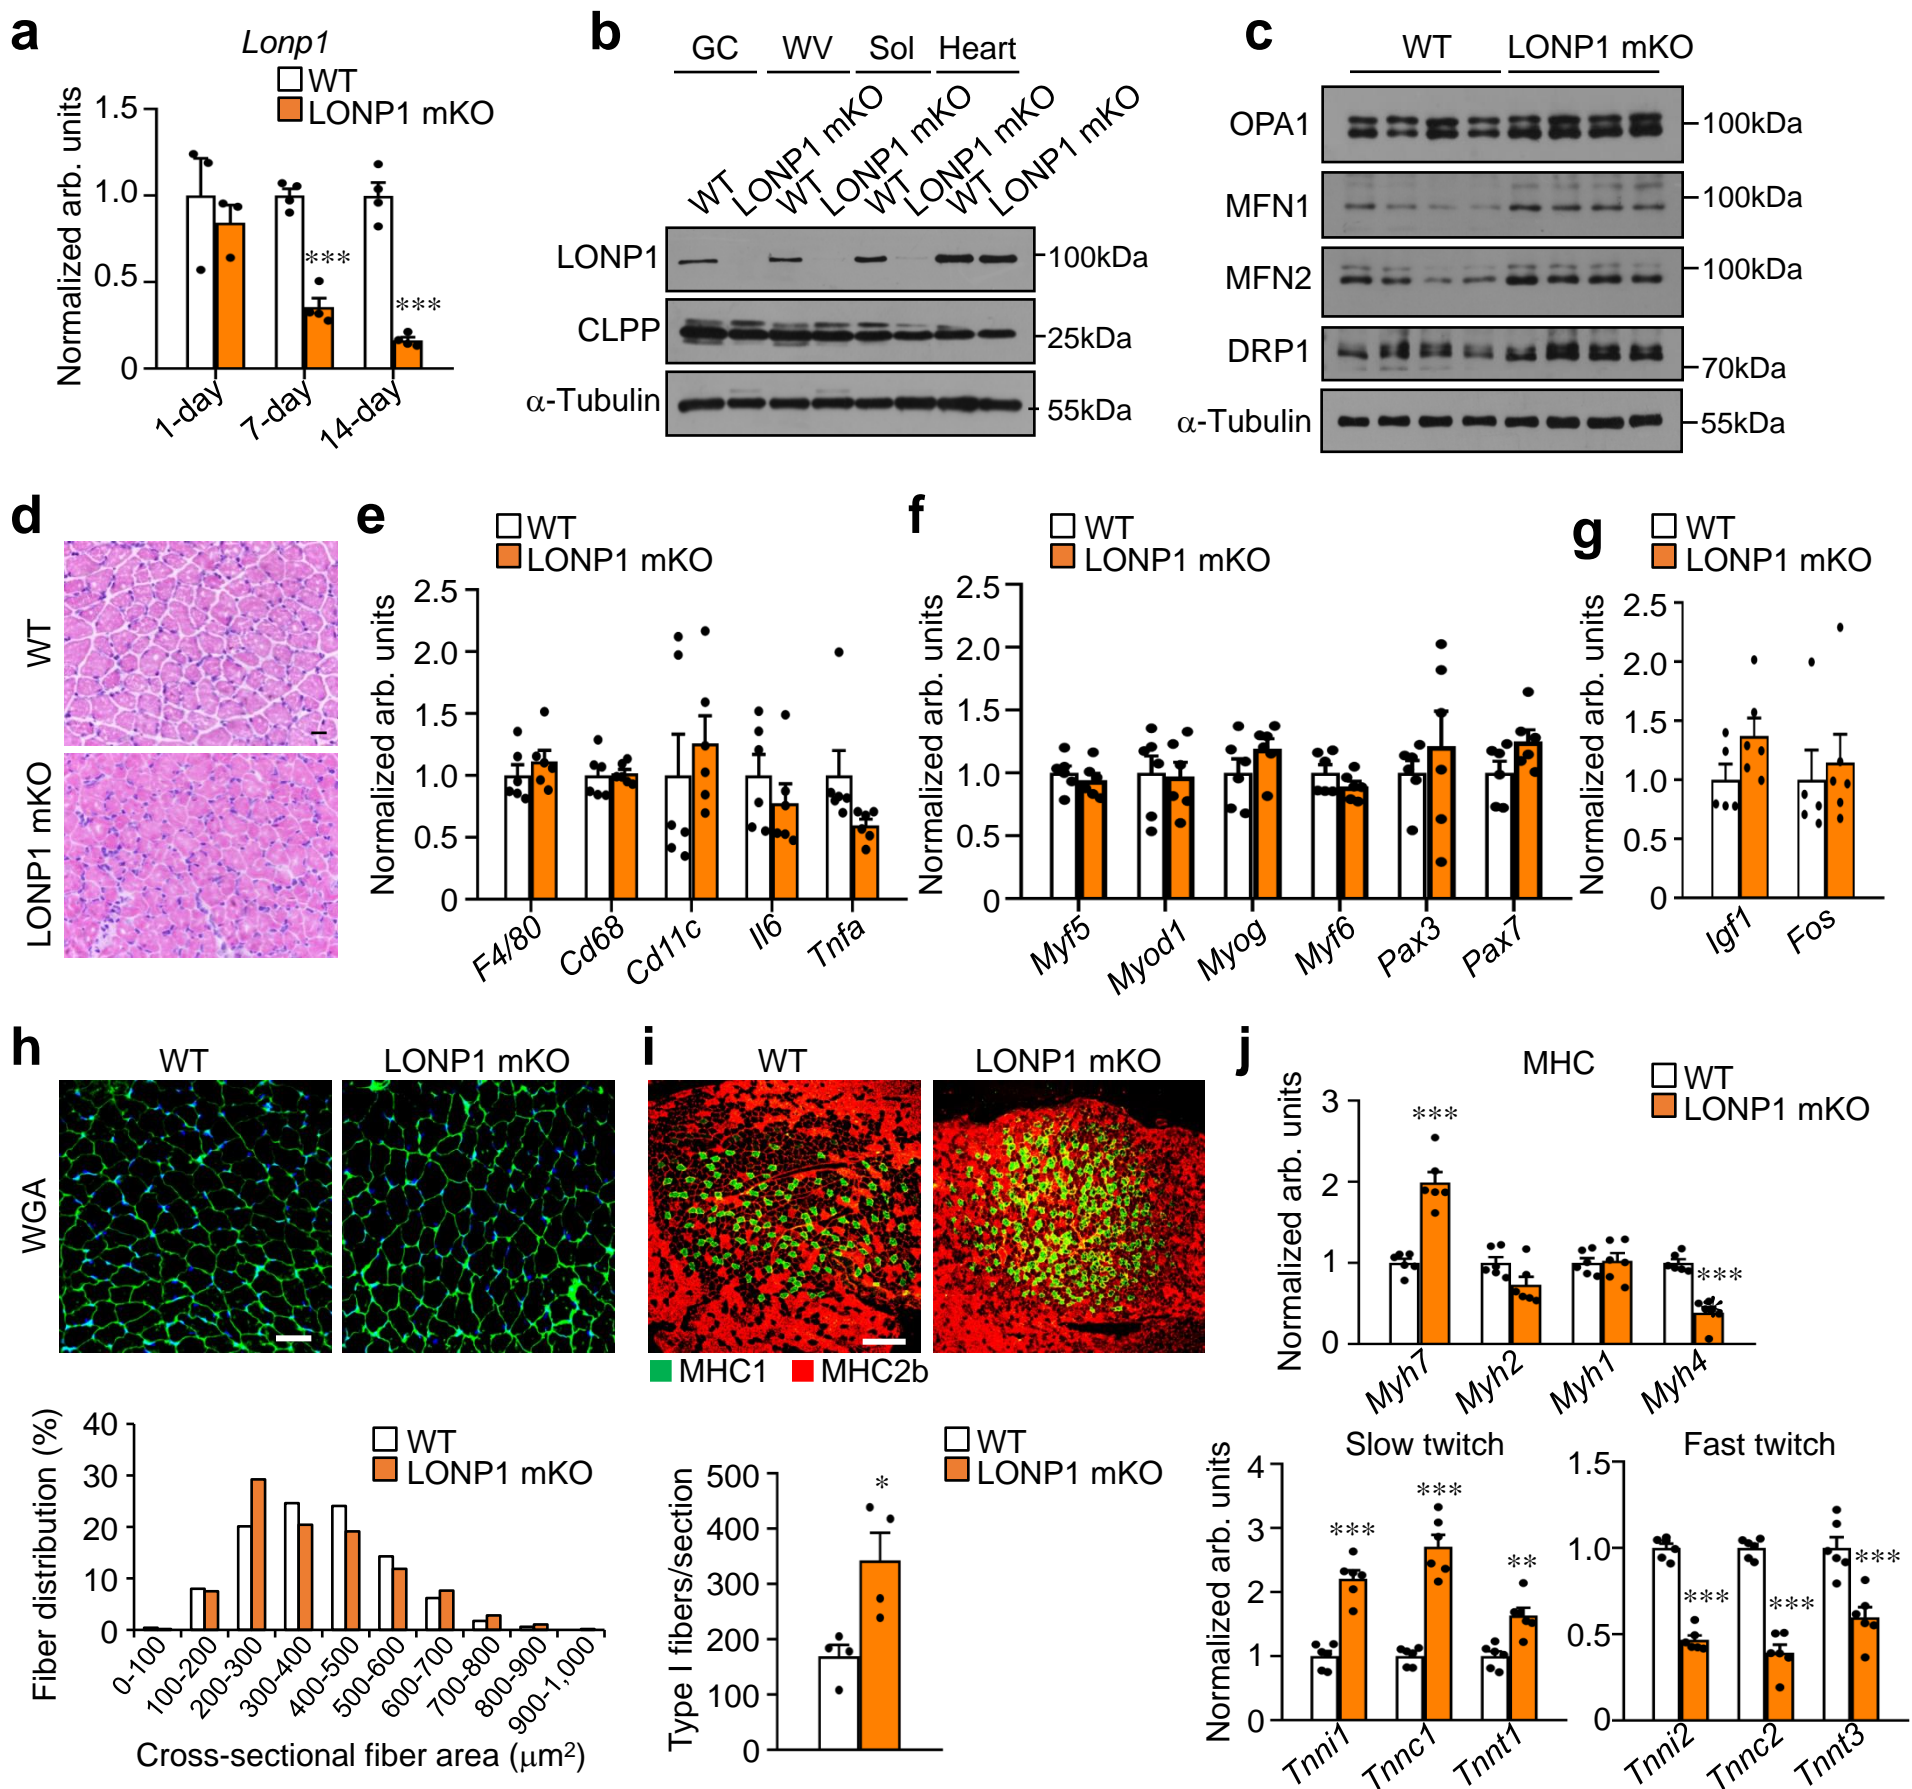 a
Lonp1
WT
LONP1 mKO
Normalized arb. units
1.5
1.0
0.5
0
***
***
1-day
7-day
14-day
b
GC WV Sol Heart
WT
LONP1 mKO
WT
LONP1 mKO
WT
LONP1 mKO
WT
LONP1 mKO
LONP1
100kDa
CLPP
25kDa
α-Tubulin
55kDa
c
WT LONP1 mKO
OPA1
100kDa
MFN1
100kDa
MFN2
100kDa
DRP1
70kDa
α-Tubulin
55kDa
d
WT
LONP1 mKO
e
WT
LONP1 mKO
Normalized arb. units
2.5
2.0
1.5
1.0
0.5
0
F4/80
Cd68
Cd11c
Il6
Tnfa
f
WT
LONP1 mKO
Normalized arb. units
2.5
2.0
1.5
1.0
0.5
0
Myf5
Myod1
Myog
Myf6
Pax3
Pax7
g
WT
LONP1 mKO
Normalized arb. units
2.5
2.0
1.5
1.0
0.5
0
Igf1
Fos
h
WT LONP1 mKO
WGA
WT
LONP1 mKO
Fiber distribution (%)
40
30
20
10
0
0-100
100-200
200-300
300-400
400-500
500-600
600-700
700-800
800-900
900-1,000
Cross-sectional fiber area (μm²)
i
WT LONP1 mKO
MHC1 MHC2b
WT
LONP1 mKO
Type I fibers/section
500
400
300
200
100
0
*
j
MHC
WT
LONP1 mKO
Normalized arb. units
3
2
1
0
***
***
Myh7
Myh2
Myh1
Myh4
Slow twitch
Normalized arb. units
4
3
2
1
0
***
***
**
Tnni1
Tnnc1
Tnnt1
Fast twitch
1.5
1.0
0.5
0
***
***
***
Tnni2
Tnnc2
Tnnt3